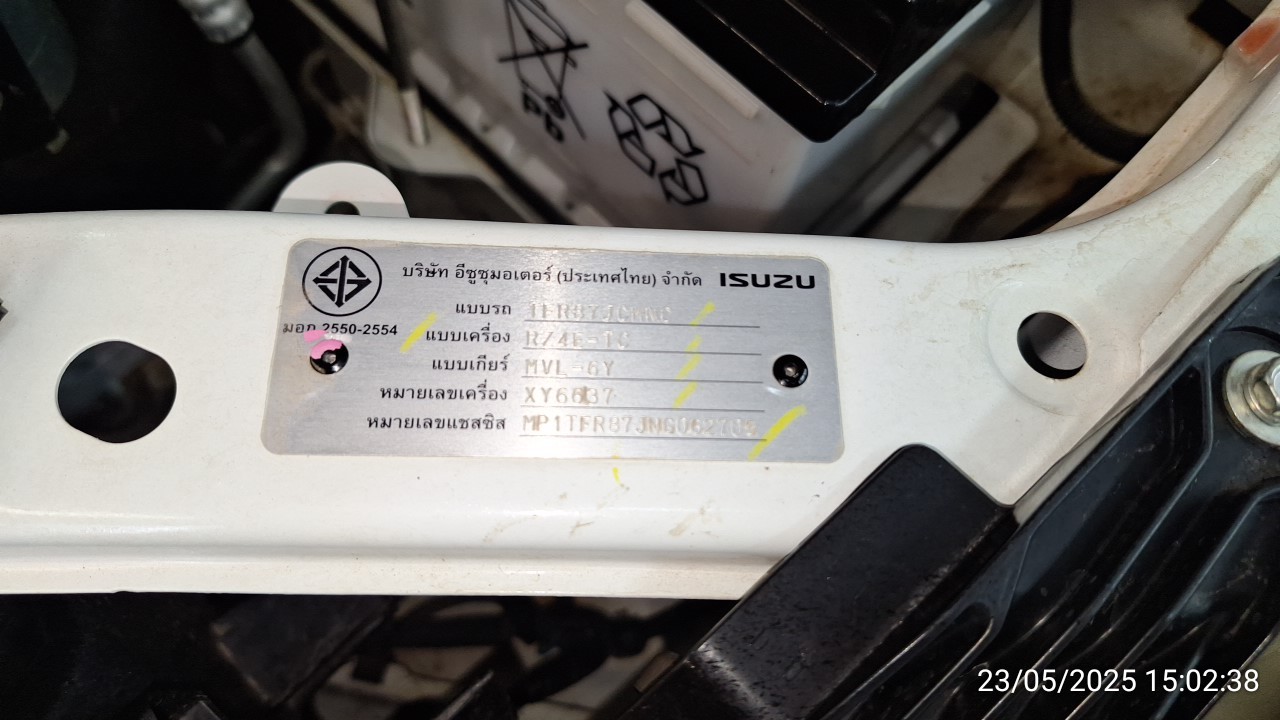 บริษัท อีซูซุมอเตอร์ (ประเทศไทย) จำกัด ISUZU
มอก 2550-2554
แบบรถ
แบบเครื่อง RZ4E-1C
แบบเกียร์ MVL-6Y
หมายเลขเครื่อง
หมายเลขแชสซิส
23/05/2025 15:02:38